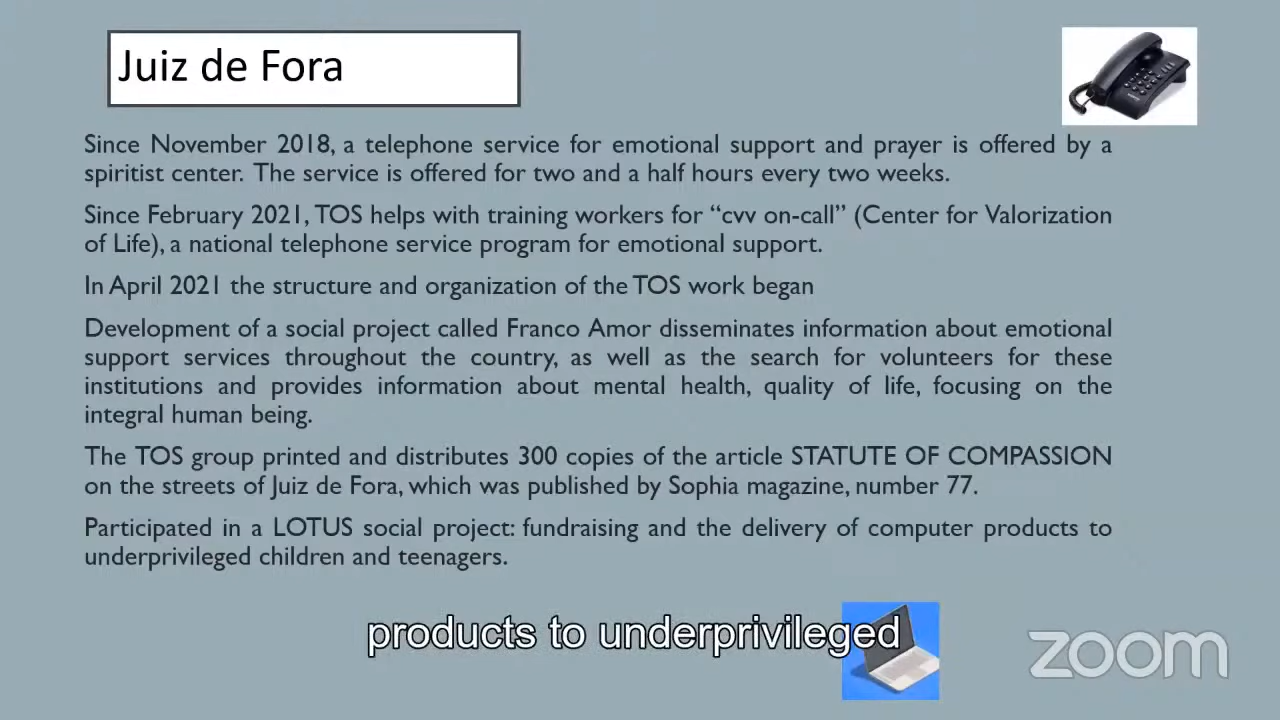 Juiz de Fora
Since November 2018, a telephone service for emotional support and prayer is offered by a
spiritist center. The service is offered for two and a half hours every two weeks.
Since February 2021, TOS helps with training workers for “cvv on-call” (Center for Valorization
of Life), a national telephone service program for emotional support.
In April 2021 the structure and organization of the TOS work began
Development of a social project called Franco Amor disseminates information about emotional
support services throughout the country, as well as the search for volunteers for these
institutions and provides information about mental health, quality of life, focusing on the
integral human being.
The TOS group printed and distributes 300 copies of the article STATUTE OF COMPASSION
on the streets of Juiz de Fora, which was published by Sophia magazine, number 77.
Participated in a LOTUS social project: fundraising and the delivery of computer products to
underprivileged children and teenagers.
products to underprivileged
zoom